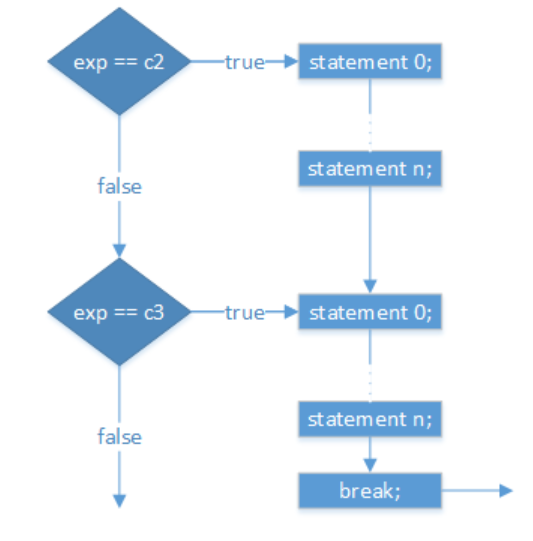 exp == c2
true
statement 0;
statement n;
false
exp == c3
true
statement 0;
statement n;
false
break;